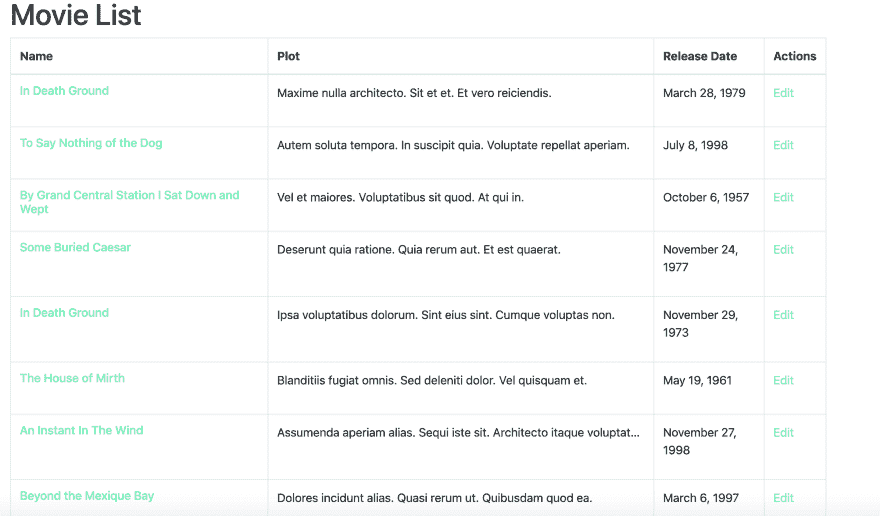 Movie List
Name Plot Release Date Actions
In Death Ground Maxime nulla architecto. Sit et et. Et vero reiciendis. March 28, 1979 Edit
To Say Nothing of the Dog Autem soluta tempora. In suscipit quia. Voluptate repellat aperiam. July 8, 1998 Edit
By Grand Central Station I Sat Down and
Wept Vel et maiores. Voluptatibus sit quod. At qui in. October 6, 1957 Edit
Some Buried Caesar Deserunt quia ratione. Quia rerum aut. Et est quaerat. November 24,
1977 Edit
In Death Ground Ipsa voluptatibus dolorum. Sint eius sint. Cumque voluptas non. November 29,
1973 Edit
The House of Mirth Blanditiis fugiat omnis. Sed deleniti dolor. Vel quisquam et. May 19, 1961 Edit
An Instant In The Wind Assumenda aperiam alias. Sequi iste sit. Architecto itaque voluptat... November 27,
1998 Edit
Beyond the Mexique Bay Dolores incidunt alias. Quasi rerum ut. Quibusdam quod ea. March 6, 1997 Edit